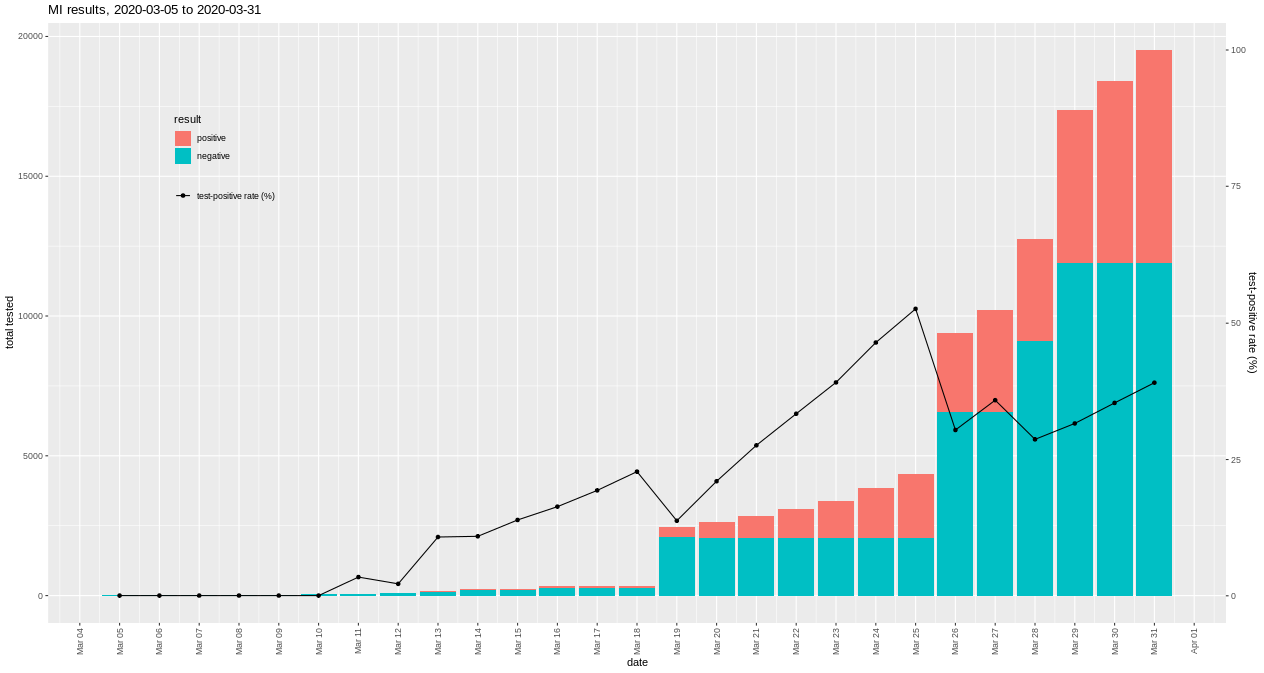 MI results, 2020-03-05 to 2020-03-31
20000
15000
10000
5000
0
total tested
result
positive
negative
test-positive rate (%)
100
75
50
25
0
test-positive rate (%)
Mar 04
Mar 05
Mar 06
Mar 07
Mar 08
Mar 09
Mar 10
Mar 11
Mar 12
Mar 13
Mar 14
Mar 15
Mar 16
Mar 17
Mar 18
Mar 19
Mar 20
Mar 21
Mar 22
Mar 23
Mar 24
Mar 25
Mar 26
Mar 27
Mar 28
Mar 29
Mar 30
Mar 31
Apr 01
date